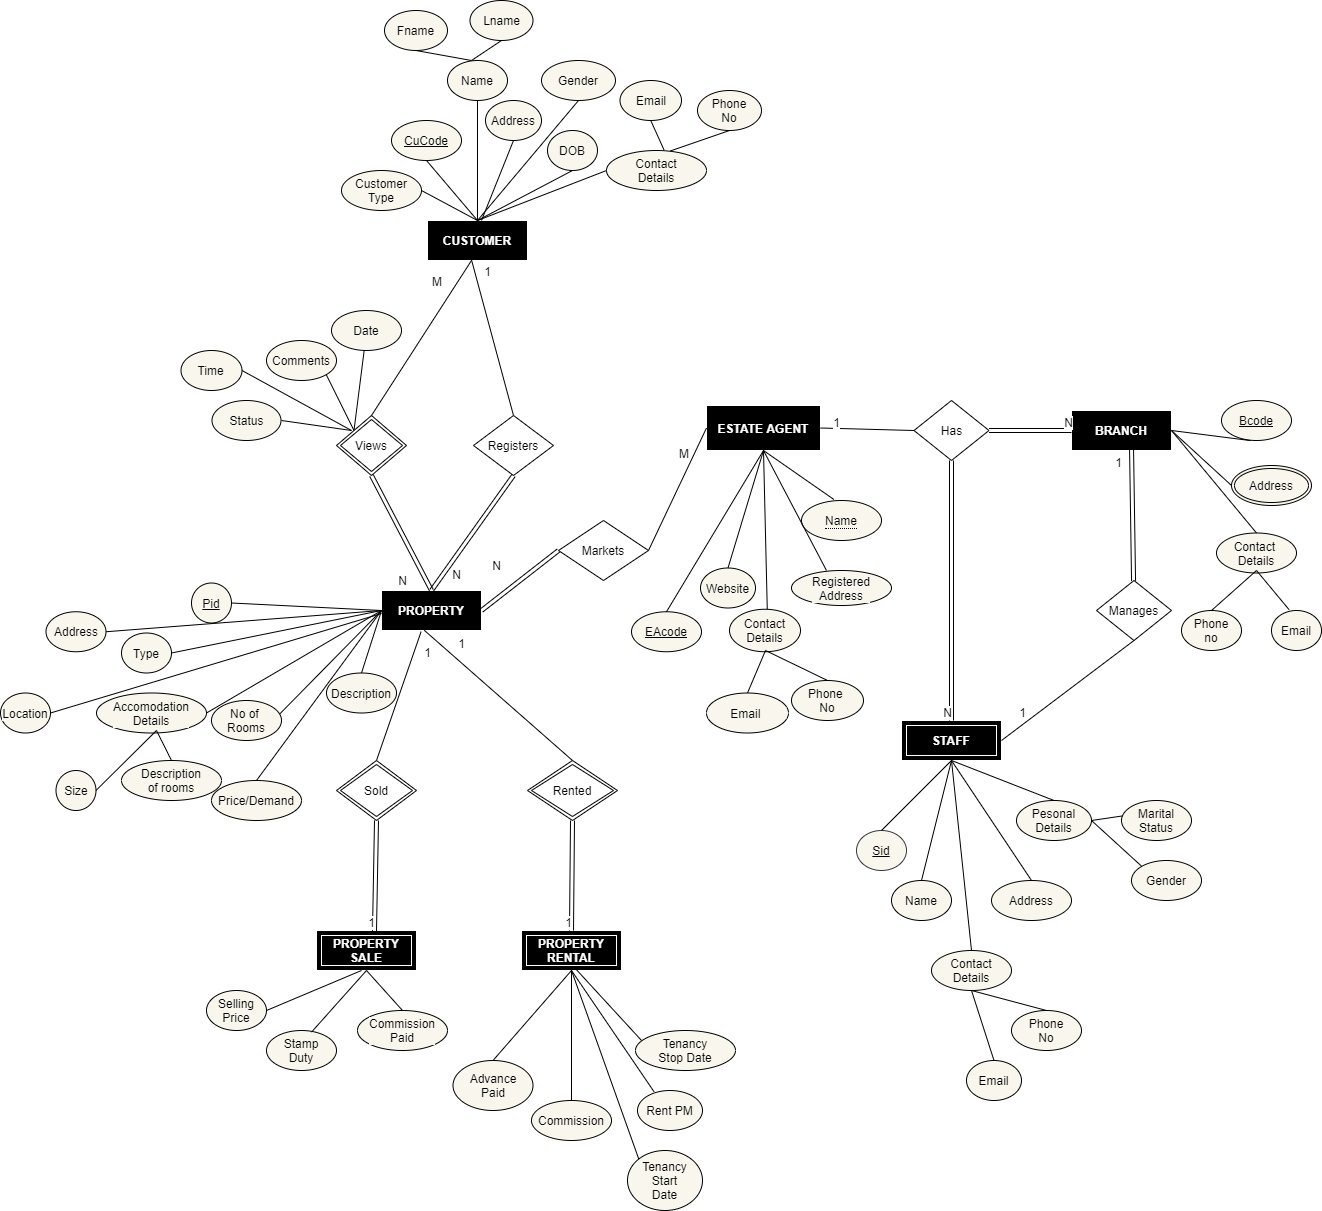 Fname
Lname
Name
Gender
Email
Phone
No
Address
CuCode
DOB
Contact
Details
Customer
Type
CUSTOMER
M
1
Date
Comments
Time
Status
Views
Registers
ESTATE AGENT
1
Has
N
BRANCH
Bcode
M
1
Address
Name
Contact
Details
Markets
N
N
N
Website
Registered
Address
Pid
PROPERTY
Manages
Address
EAcode
Contact
Details
Phone
no
Email
1
1
Type
Description
Location
Accomodation
Details
No of
Rooms
Email
Phone
No
N
1
STAFF
Size
Description
of rooms
Price/Demand
Sold
Rented
Pesonal
Details
Marital
Status
Sid
Gender
Name
Address
1
1
PROPERTY
SALE
PROPERTY
RENTAL
Contact
Details
Selling
Price
Stamp
Duty
Commission
Paid
Tenancy
Stop Date
Phone
No
Advance
Paid
Email
Commission
Rent PM
Tenancy
Start
Date